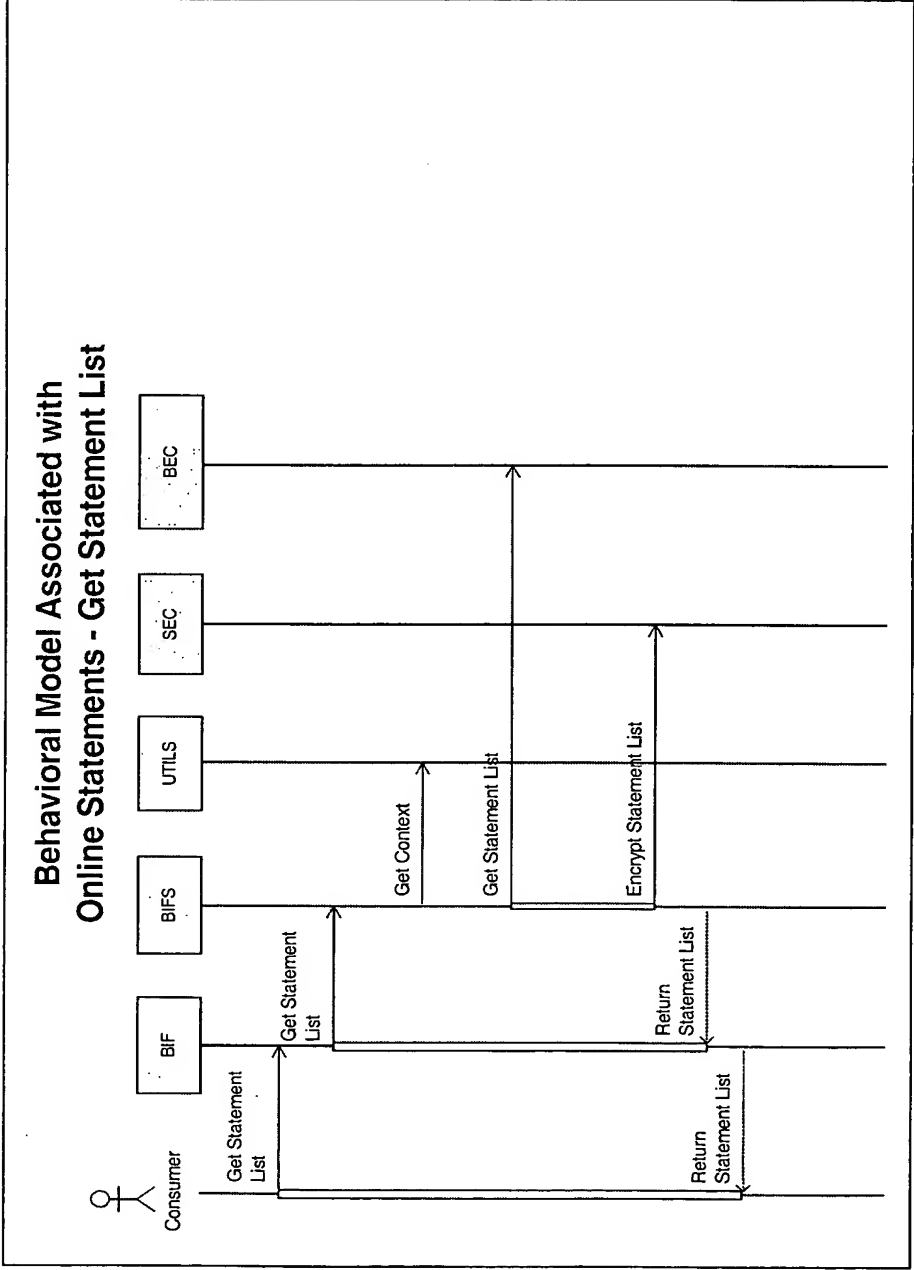 Behavioral Model Associated with
Online Statements - Get Statement List
Consumer
BIF
BIFS
UTILS
SEC
BEC
Get Statement
List
Get Statement
List
Get Context
Get Statement List
Encrypt Statement List
Return
Statement List
Return
Statement List